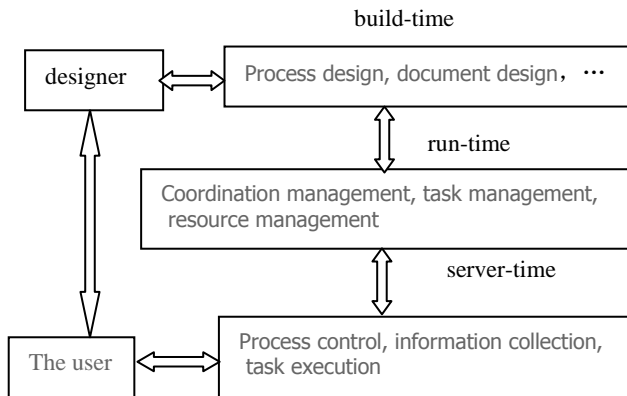 build-time
designer
Process design, document design， ⋯
run-time
Coordination management, task management,
resource management
server-time
Process control, information collection,
task execution
The user